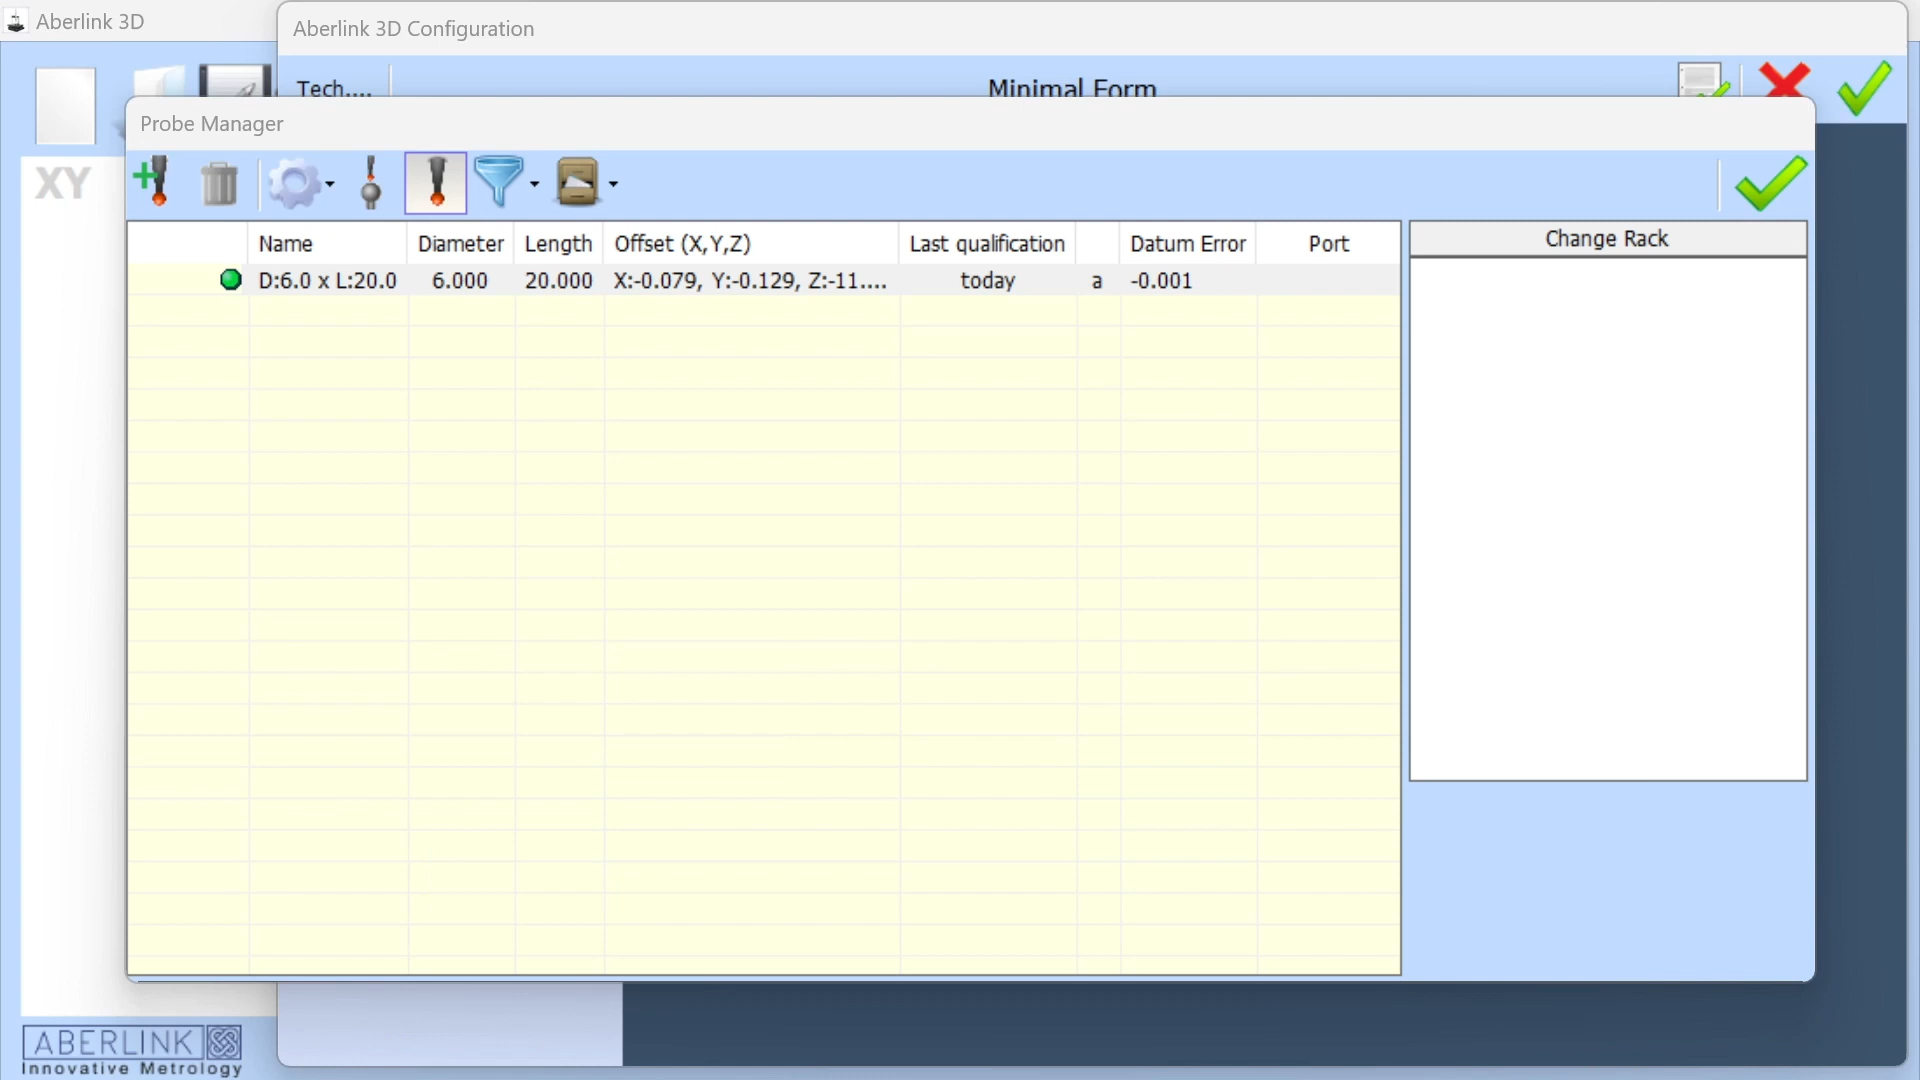 Aberlink 3D
Aberlink 3D Configuration
Tech....
Minimal Form
Probe Manager
XY
Name Diameter Length Offset (X,Y,Z) Last qualification Datum Error Port
D:6.0 x L:20.0 6.000 20.000 X:-0.079, Y:-0.129, Z:-11.... today a -0.001
Change Rack
ABERLINK
Innovative Metrology